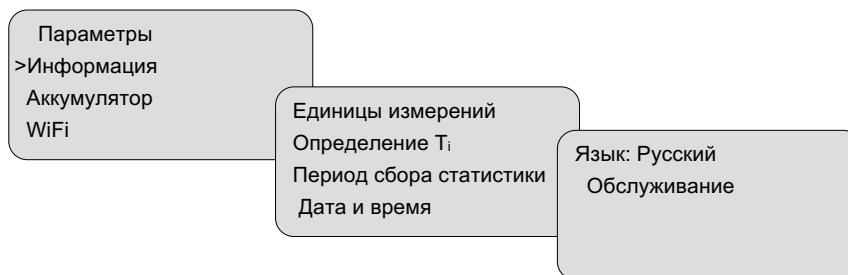 Параметры
>Информация
Аккумулятор
WiFi
Единицы измерений
Определение Ti
Период сбора статистики
Дата и время
Язык: Русский
Обслуживание